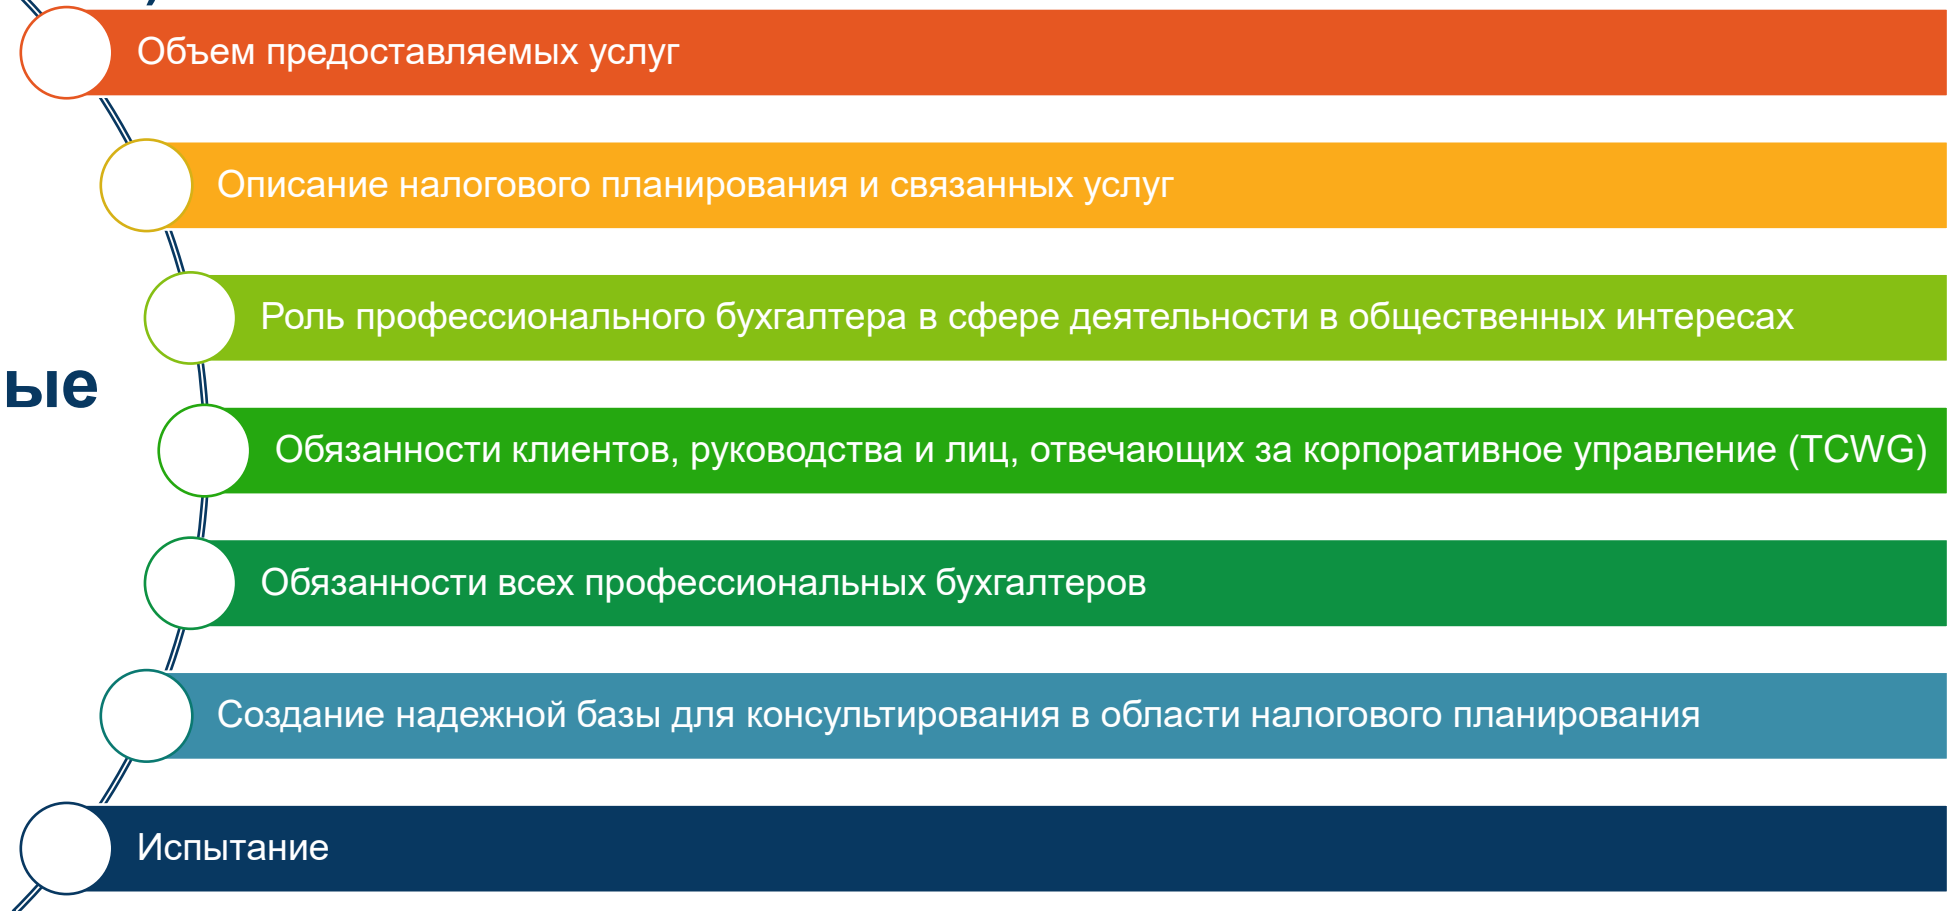 Объем предоставляемых услуг
Описание налогового планирования и связанных услуг
Роль профессионального бухгалтера в сфере деятельности в общественных интересах
ые
Обязанности клиентов, руководства и лиц, отвечающих за корпоративное управление (TCWG)
Обязанности всех профессиональных бухгалтеров
Создание надежной базы для консультирования в области налогового планирования
Испытание